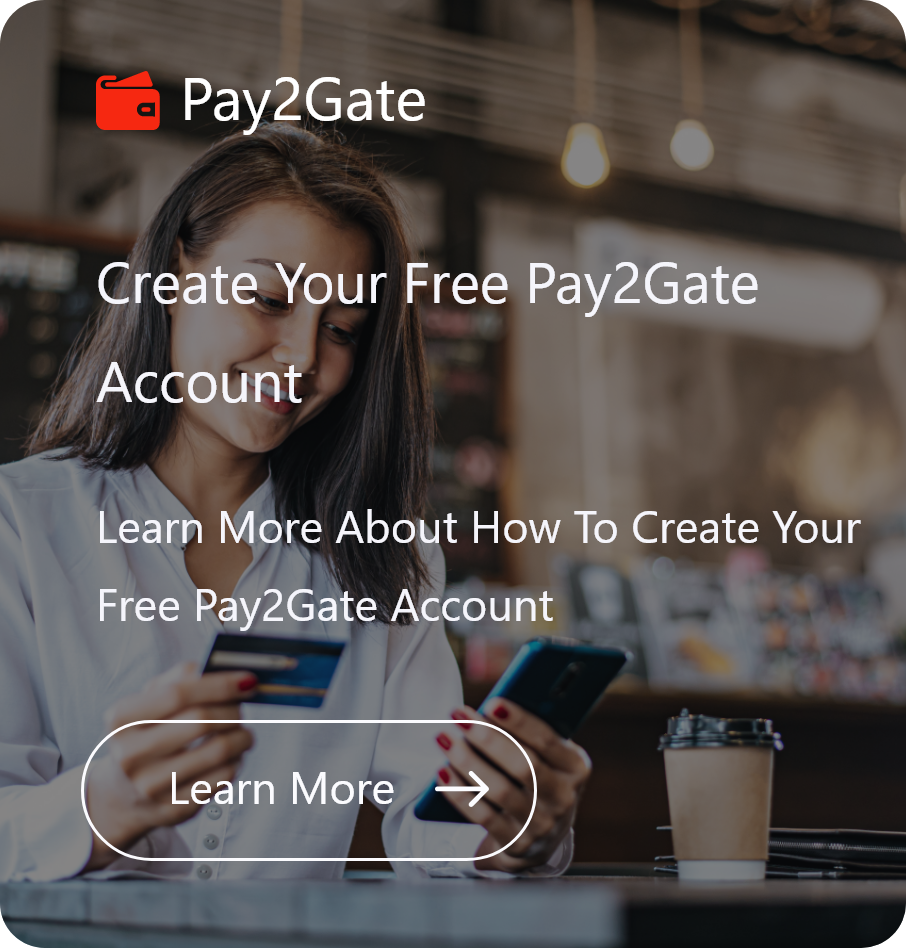 Pay2Gate
Create Your Free Pay2Gate
Account
Learn More About How To Create Your
Free Pay2Gate Account
Learn More